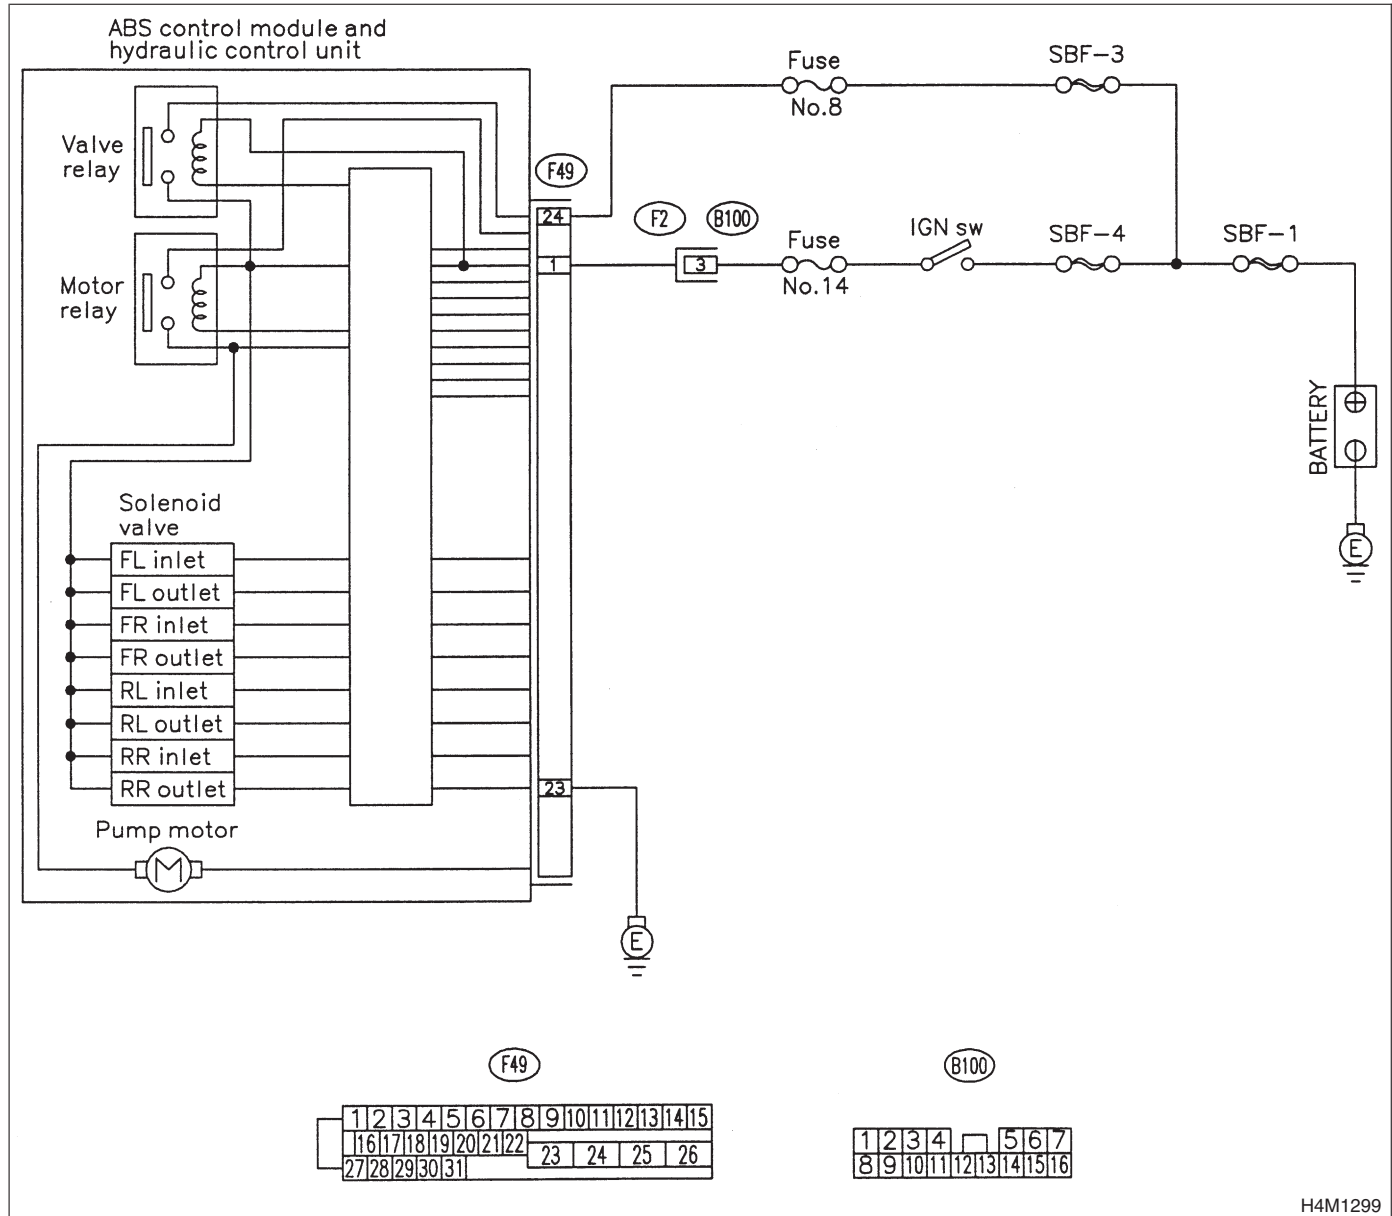 ABS control module and
hydraulic control unit
Valve
relay
Motor
relay
F49
24
1
23
F2
B100
3
Fuse
No.8
SBF-3
Fuse
No.14
IGN sw
SBF-4
SBF-1
BATTERY
E
Solenoid
valve
FL inlet
FL outlet
FR inlet
FR outlet
RL inlet
RL outlet
RR inlet
RR outlet
Pump motor
M
E
F49
1 2 3 4 5 6 7 8 9 10 11 12 13 14 15
16 17 18 19 20 21 22 23 24 25 26
27 28 29 30 31
B100
1 2 3 4 5 6 7
8 9 10 11 12 13 14 15 16
H4M1299